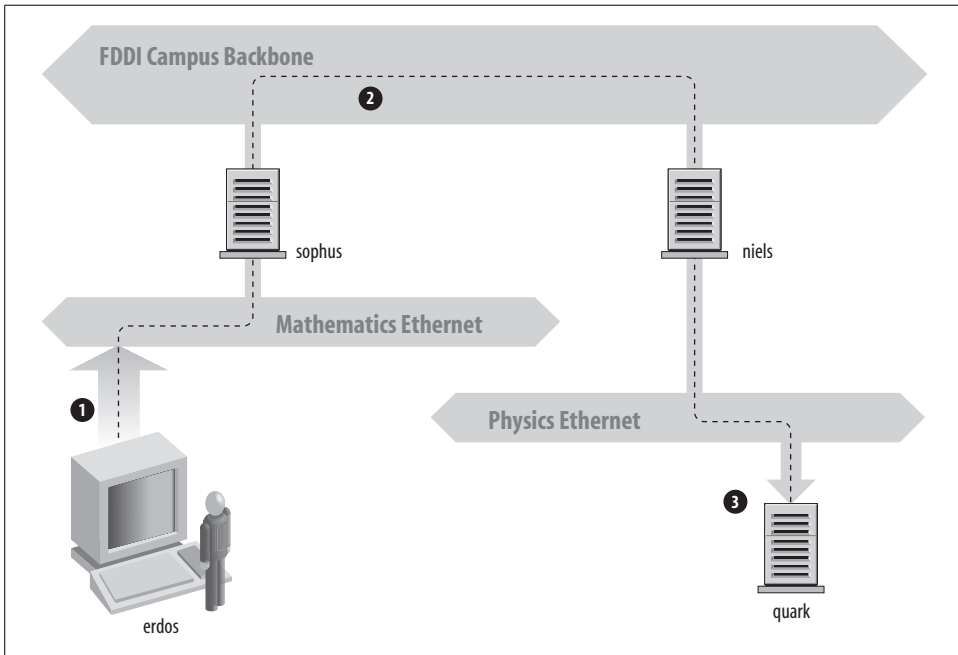 FDDI Campus Backbone
2
sophus
niels
Mathematics Ethernet
1
Physics Ethernet
3
erdos
quark